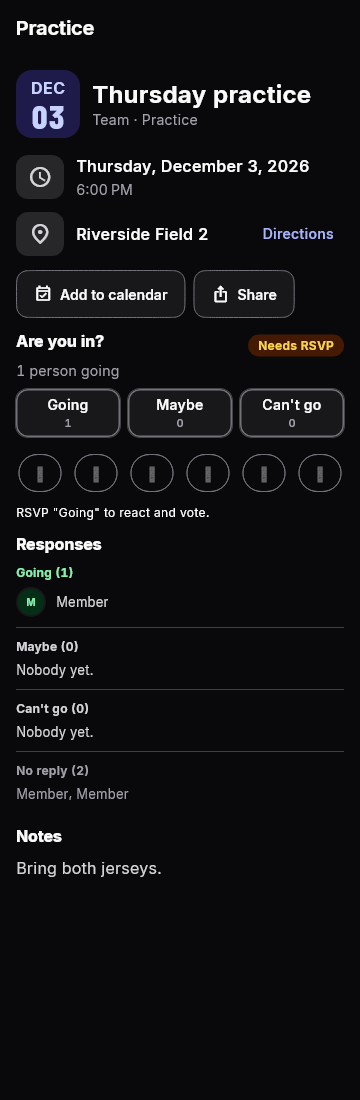 Practice
DEC
03
Thursday practice
Team · Practice
Thursday, December 3, 2026
6:00 PM
Riverside Field 2
Directions
Add to calendar
Share
Are you in?
Needs RSVP
1 person going
Going
1
Maybe
0
Can't go
0
RSVP "Going" to react and vote.
Responses
Going (1)
M
Member
Maybe (0)
Nobody yet.
Can't go (0)
Nobody yet.
No reply (2)
Member, Member
Notes
Bring both jerseys.